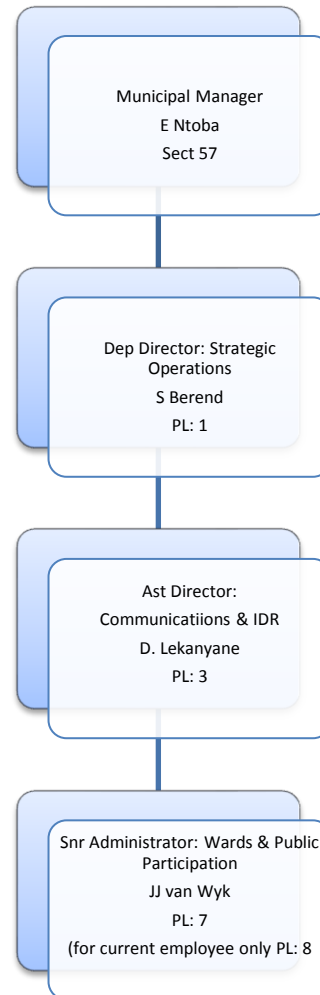 Municipal Manager
E Ntoba
Sect 57
Dep Director: Strategic
Operations
S Berend
PL: 1
Ast Director:
Communicatiions & IDR
D. Lekanyane
PL: 3
Snr Administrator: Wards & Public
Participation
JJ van Wyk
PL: 7
(for current employee only PL: 8